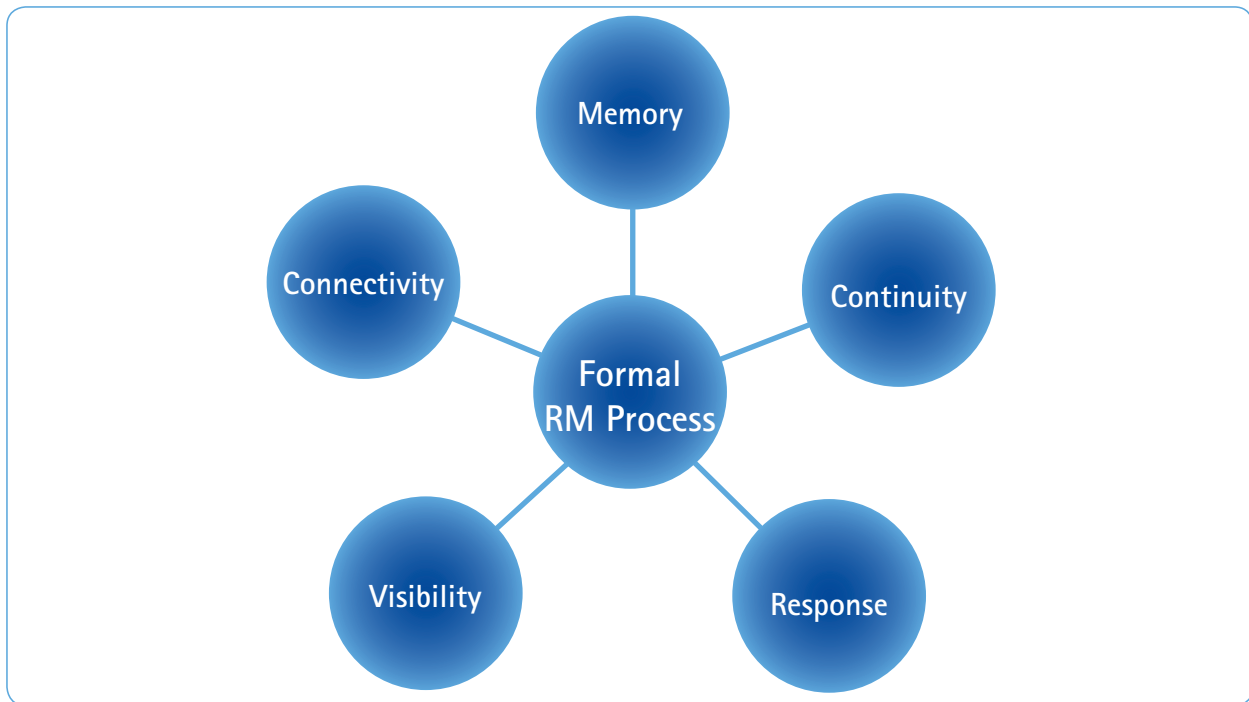 Memory
Connectivity
Continuity
Formal
RM Process
Visibility
Response